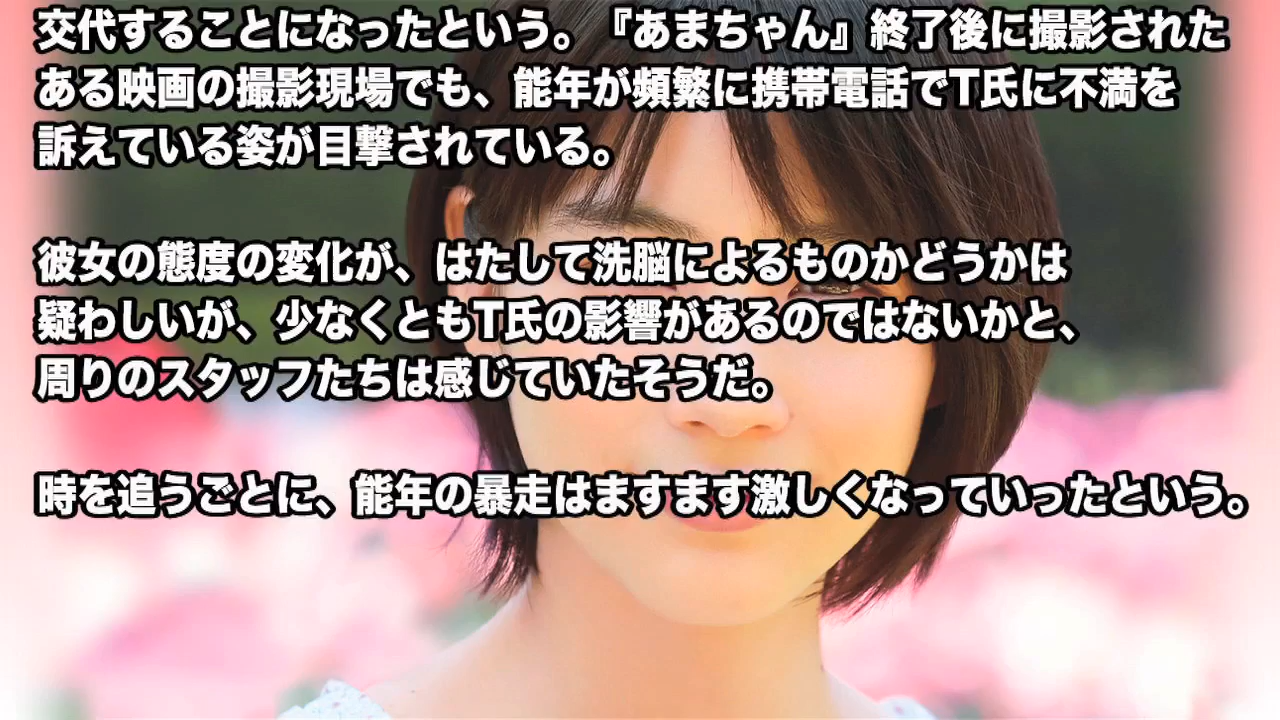 交代することになったという。『あまちゃん』終了後に撮影された
ある映画の撮影現場でも、能年が頻繁に携帯電話でT氏に不満を
訴えている姿が目撃されている。
彼女の態度の変化が、はたして洗脳によるものかどうかは
疑わしいが、少なくともT氏の影響があるのではないかと、
周りのスタッフたちは感じていたそうだ。
時を追うごとに、能年の暴走はますます激しくなっていったという。